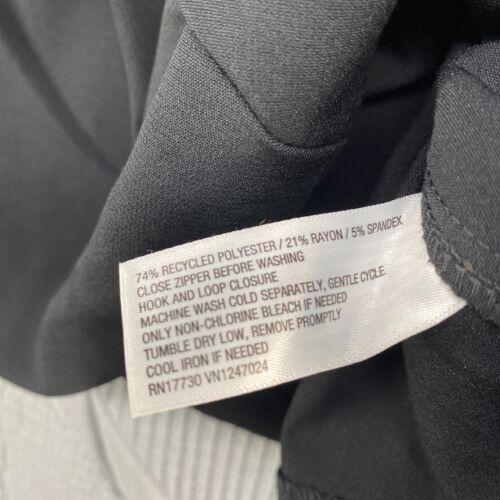 74% RECYCLED POLYESTER / 21% RAYON / 5% SPANDEX
CLOSE ZIPPER BEFORE WASHING
HOOK AND LOOP CLOSURE
MACHINE WASH COLD SEPARATELY, GENTLE CYCLE
ONLY NON-CHLORINE BLEACH IF NEEDED
TUMBLE DRY LOW, REMOVE PROMPTLY
COOL IRON IF NEEDED
RN17730 VN1247024